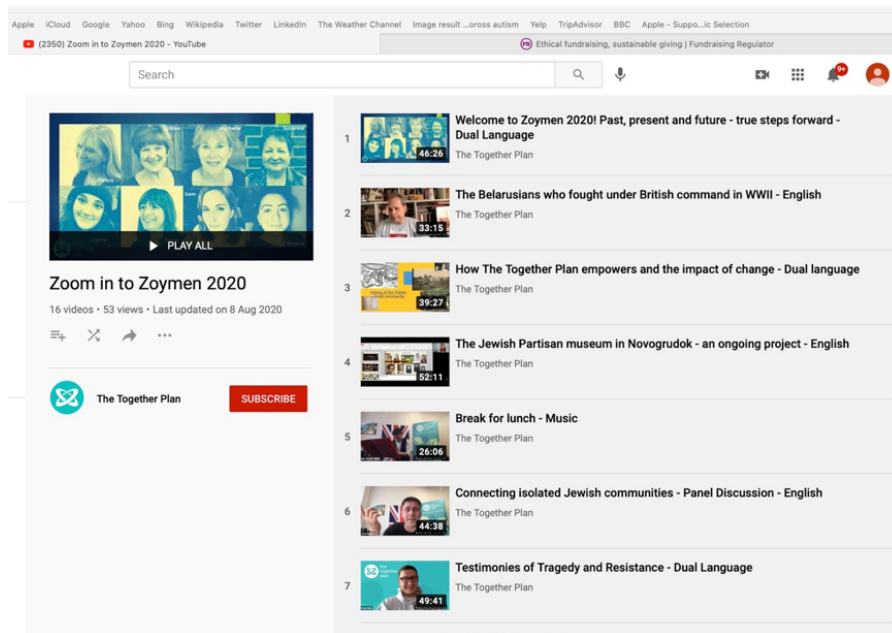 Apple iCloud Google Yahoo Bing Wikipedia Twitter LinkedIn The Weather Channel Image result ...oross autism Yelp TripAdvisor BBC Apple - Suppo...ic Selection
(2350) Zoom in to Zoymen 2020 - YouTube
Ethical fundraising, sustainable giving | Fundraising Regulator
Search
9+
PLAY ALL
Zoom in to Zoymen 2020
16 videos • 53 views • Last updated on 8 Aug 2020
The Together Plan
SUBSCRIBE
1
46:26
Welcome to Zoymen 2020! Past, present and future - true steps forward -
Dual Language
The Together Plan
2
33:15
The Belarusians who fought under British command in WWII - English
The Together Plan
3
39:27
How The Together Plan empowers and the impact of change - Dual language
The Together Plan
4
52:11
The Jewish Partisan museum in Novogrudok - an ongoing project - English
The Together Plan
5
26:06
Break for lunch - Music
The Together Plan
6
44:38
Connecting isolated Jewish communities - Panel Discussion - English
The Together Plan
7
49:41
Testimonies of Tragedy and Resistance - Dual Language
The Together Plan